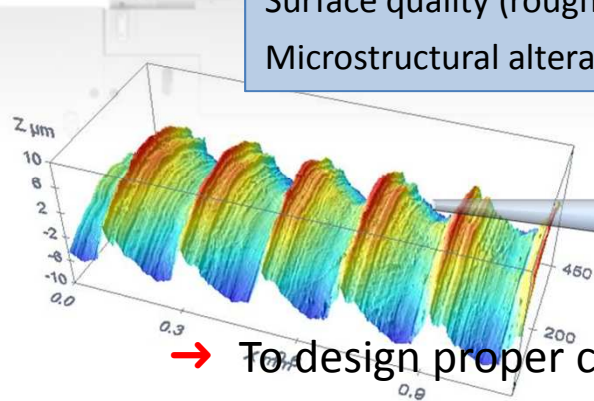 Surface quality (rough
Microstructural altera
Z µm
10
6
2
-2
-6
-10
0.0
0.3
0.9
450
200
→ To design proper c